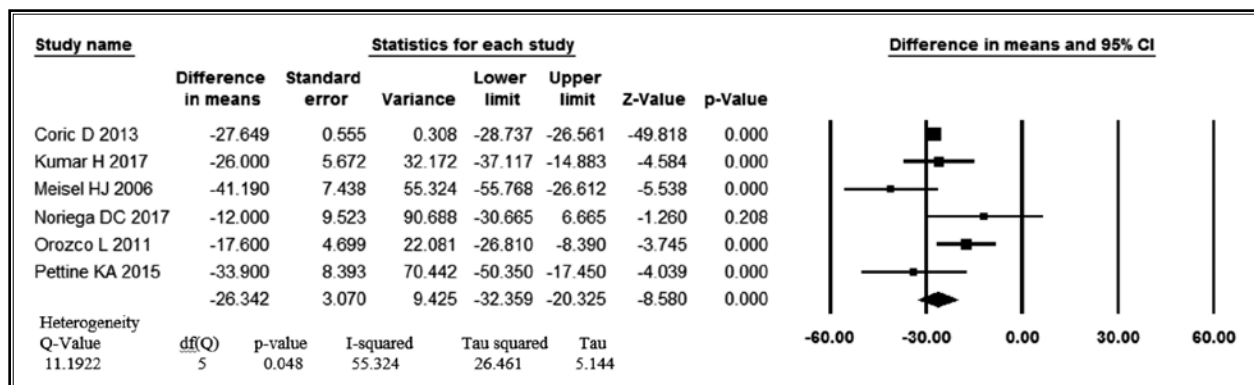 Study name Statistics for each study Difference in means and 95% CI
Difference Standard Lower Upper
in means error Variance limit limit Z-Value p-Value
Coric D 2013 -27.649 0.555 0.308 -28.737 -26.561 -49.818 0.000
Kumar H 2017 -26.000 5.672 32.172 -37.117 -14.883 -4.584 0.000
Meisel HJ 2006 -41.190 7.438 55.324 -55.768 -26.612 -5.538 0.000
Noriega DC 2017 -12.000 9.523 90.688 -30.665 6.665 -1.260 0.208
Orozco L 2011 -17.600 4.699 22.081 -26.810 -8.390 -3.745 0.000
Pettine KA 2015 -33.900 8.393 70.442 -50.350 -17.450 -4.039 0.000
-26.342 3.070 9.425 -32.359 -20.325 -8.580 0.000
Heterogeneity
Q-Value df(Q) p-value I-squared Tau squared Tau
11.1922 5 0.048 55.324 26.461 5.144
-60.00 -30.00 0.00 30.00 60.00